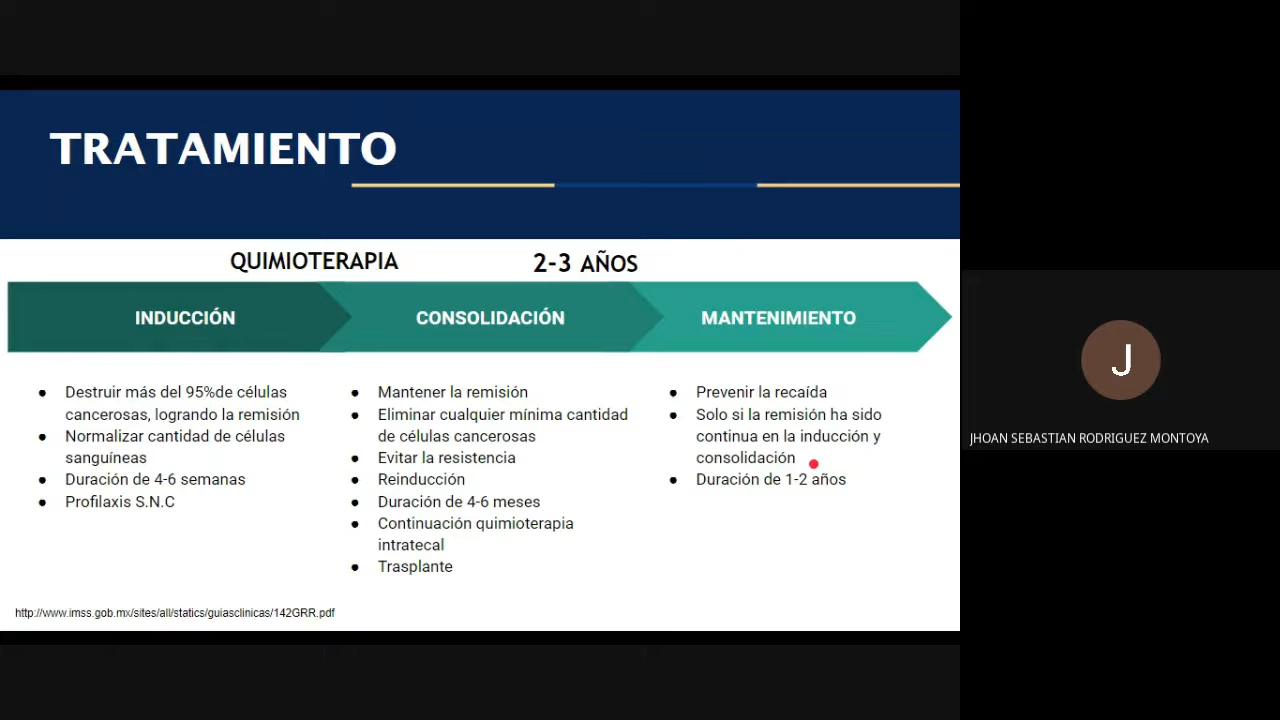 TRATAMIENTO
QUIMIOTERAPIA
2-3 AÑOS
INDUCCIÓN
CONSOLIDACIÓN
MANTENIMIENTO
● Destruir más del 95%de células
cancerosas, logrando la remisión
● Normalizar cantidad de células
sanguíneas
● Duración de 4-6 semanas
● Profilaxis S.N.C
● Mantener la remisión
● Eliminar cualquier mínima cantidad
de células cancerosas
● Evitar la resistencia
● Reinducción
● Duración de 4-6 meses
● Continuación quimioterapia
intratecal
● Trasplante
● Prevenir la recaída
● Solo si la remisión ha sido
continua en la inducción y
consolidación
● Duración de 1-2 años
http://www.imss.gob.mx/sites/all/statics/guiasclinicas/142GRR.pdf
J
JHOAN SEBASTIAN RODRIGUEZ MONTOYA